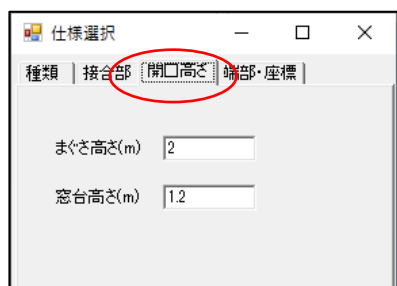 仕様選択
種類 接合部 開口高さ 端部・座標
まぐさ高さ(m) 2
窓台高さ(m) 1.2